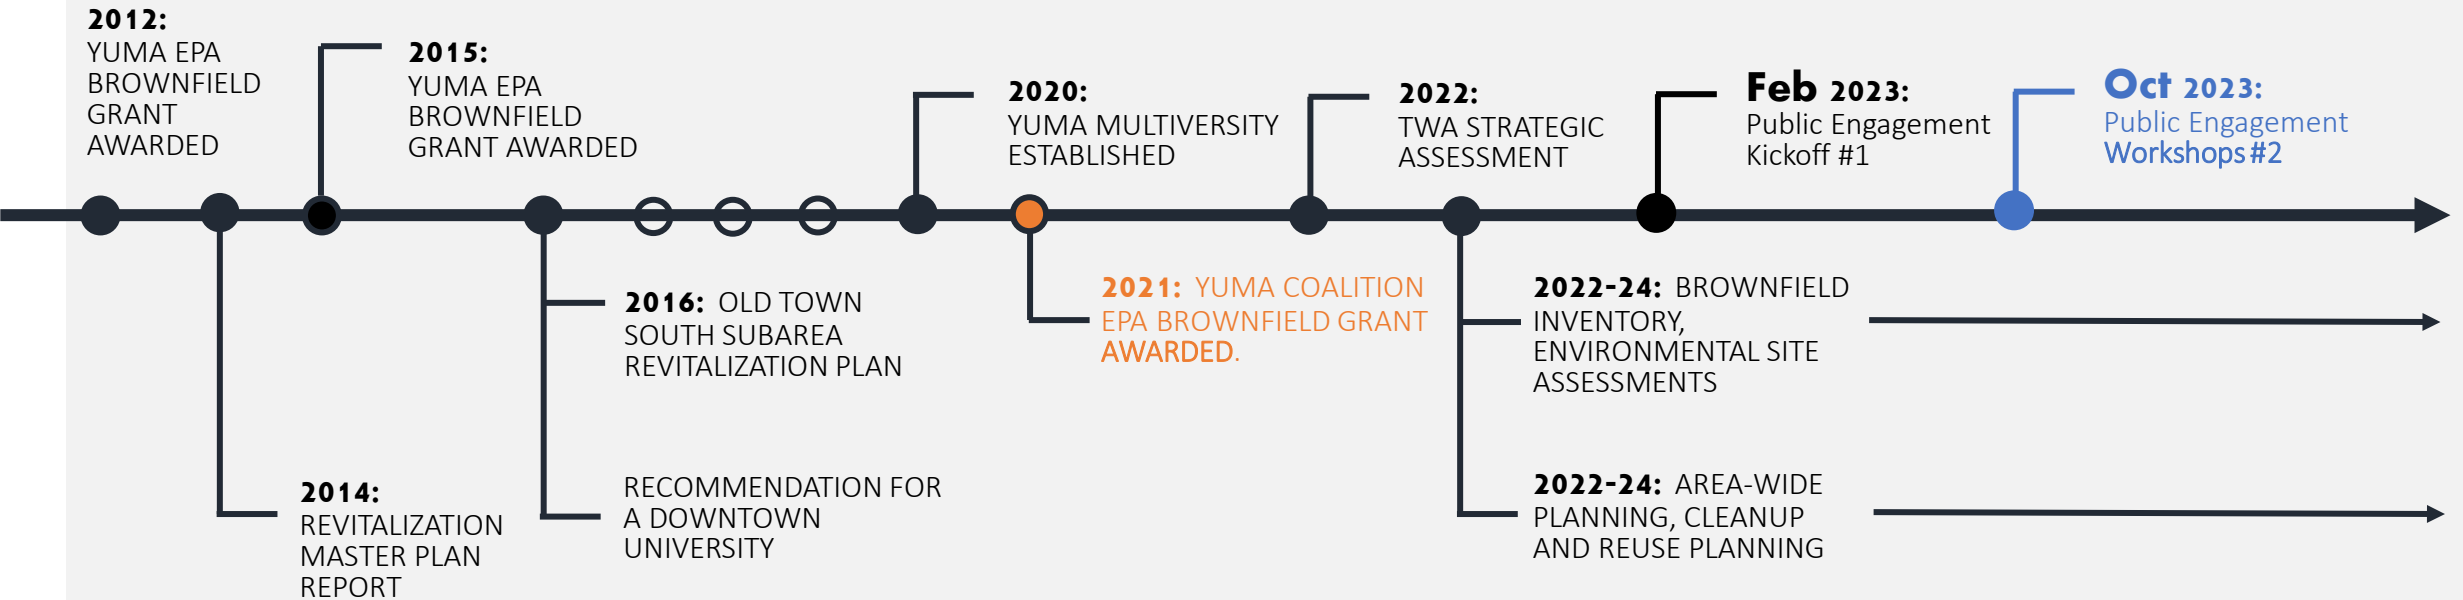 2012:
YUMA EPA
BROWNFIELD
GRANT
AWARDED
2015:
YUMA EPA
BROWNFIELD
GRANT AWARDED
2020:
YUMA MULTIVERSITY
ESTABLISHED
2022:
TWA STRATEGIC
ASSESSMENT
Feb 2023:
Public Engagement
Kickoff #1
Oct 2023:
Public Engagement
Workshops #2
2014:
REVITALIZATION
MASTER PLAN
REPORT
2016: OLD TOWN
SOUTH SUBAREA
REVITALIZATION PLAN
RECOMMENDATION FOR
A DOWNTOWN
UNIVERSITY
2021: YUMA COALITION
EPA BROWNFIELD GRANT
AWARDED.
2022-24: BROWNFIELD
INVENTORY,
ENVIRONMENTAL SITE
ASSESSMENTS
2022-24: AREA-WIDE
PLANNING, CLEANUP
AND REUSE PLANNING